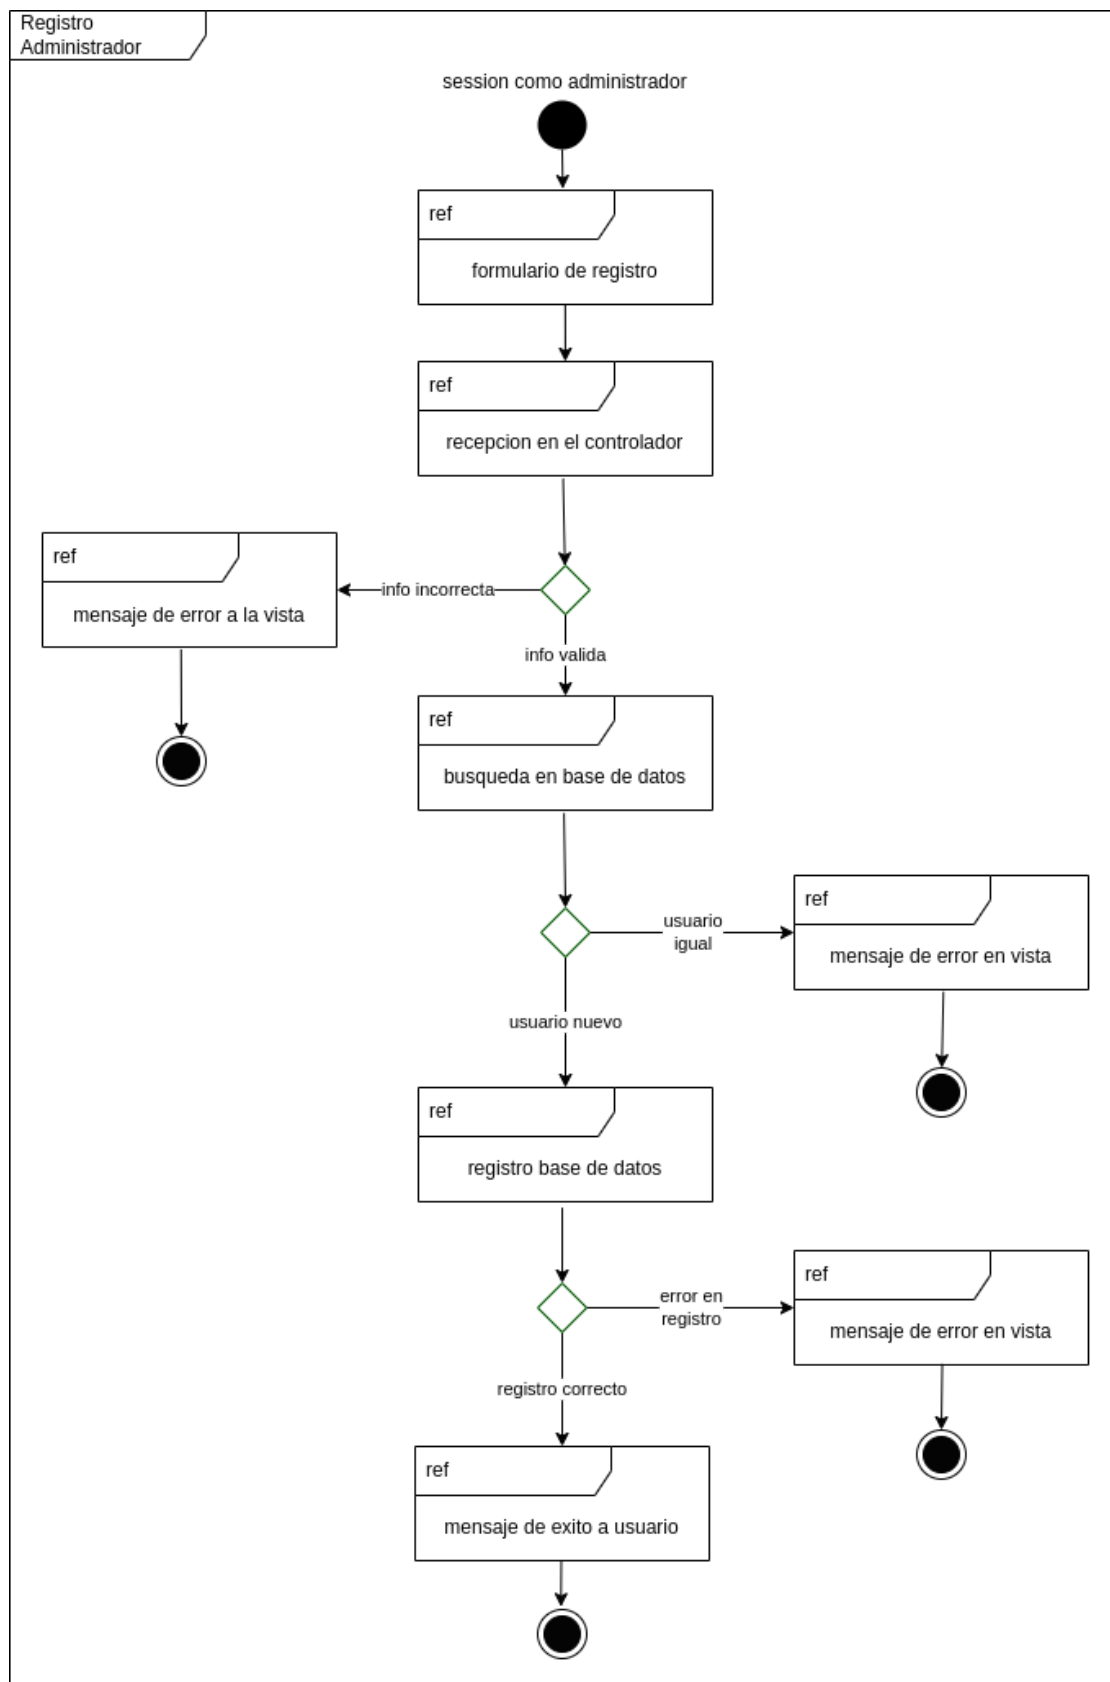 Registro
Administrador
session como administrador
ref
formulario de registro
ref
recepcion en el controlador
ref
mensaje de error a la vista
info incorrecta
info valida
ref
busqueda en base de datos
usuario
igual
ref
mensaje de error en vista
usuario nuevo
ref
registro base de datos
error en
registro
ref
mensaje de error en vista
registro correcto
ref
mensaje de exito a usuario